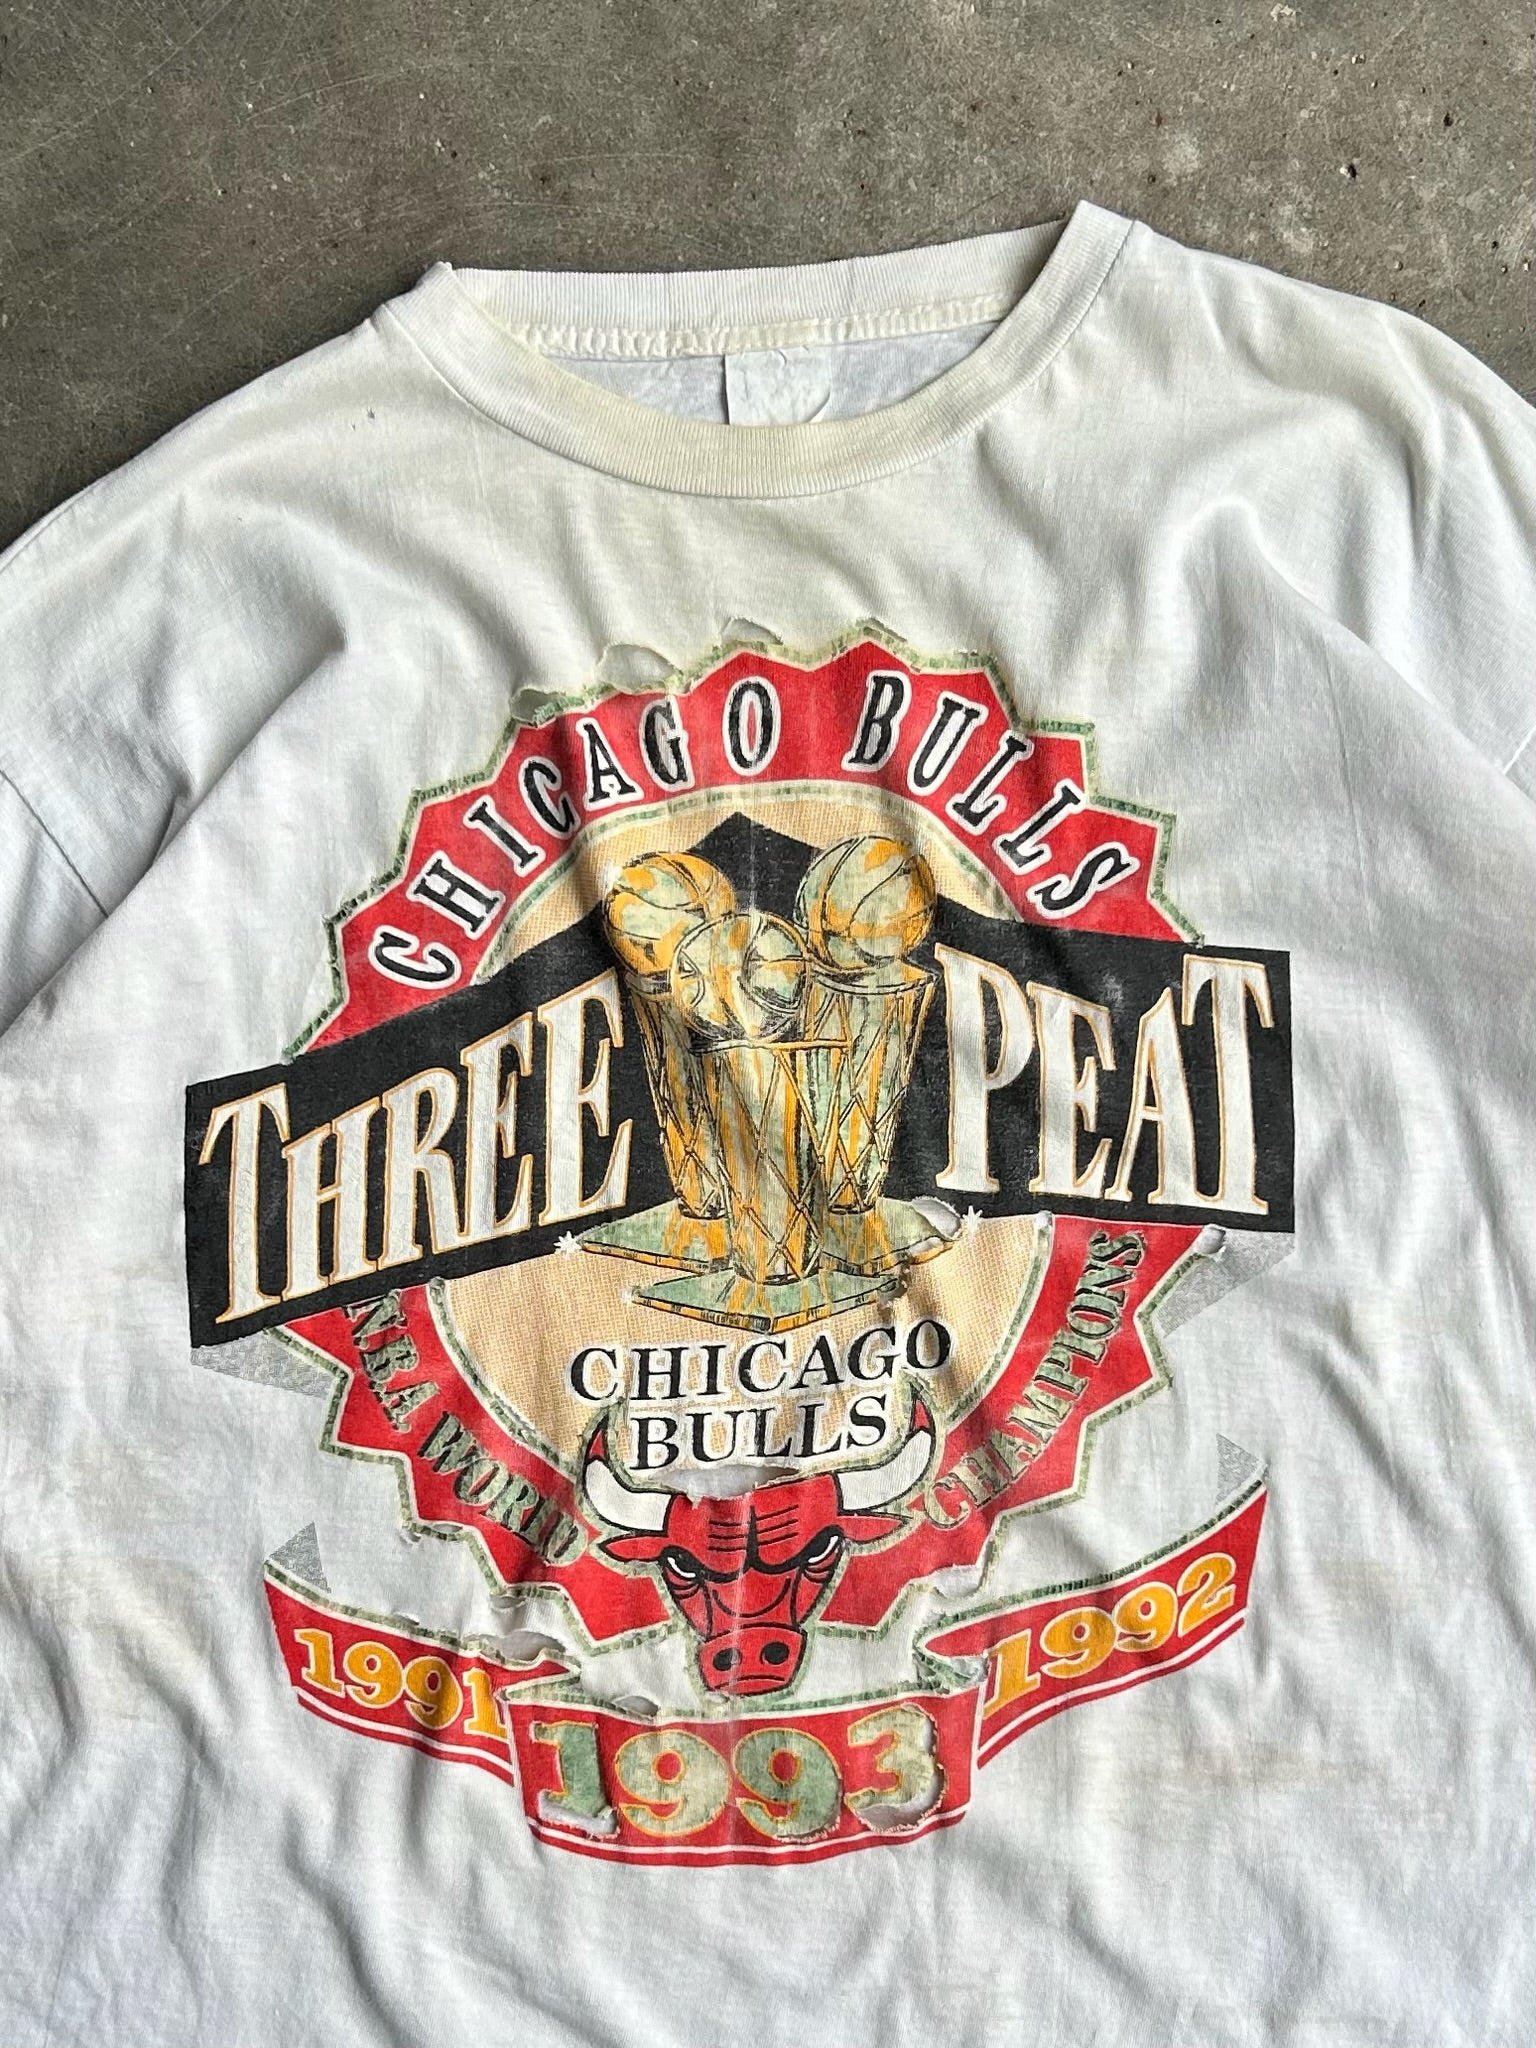 CHICAGO BULLS
THREE PEAT
CHICAGO
BULLS
NBA WORLD CHAMPIONS
1991 1992
1993